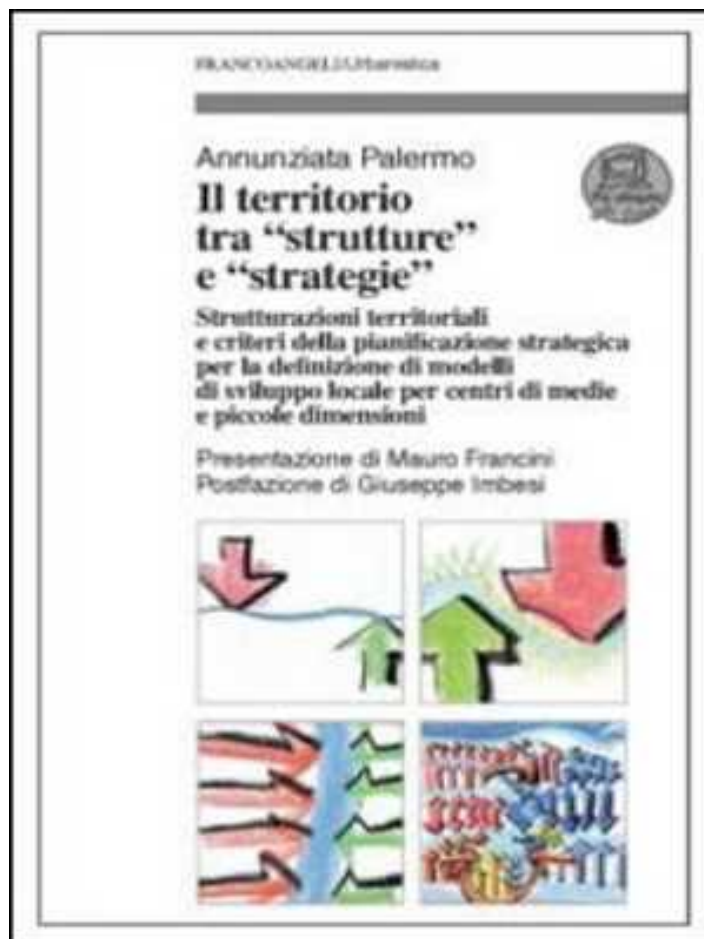 FRANCOANGELI/Urbanistica
Annunziata Palermo
Il territorio
tra “strutture”
e “strategie”
Strutturazioni territoriali
e criteri della pianificazione strategica
per la definizione di modelli
di sviluppo locale per centri di medie
e piccole dimensioni
Presentazione di Mauro Francini
Postfazione di Giuseppe Imbesi